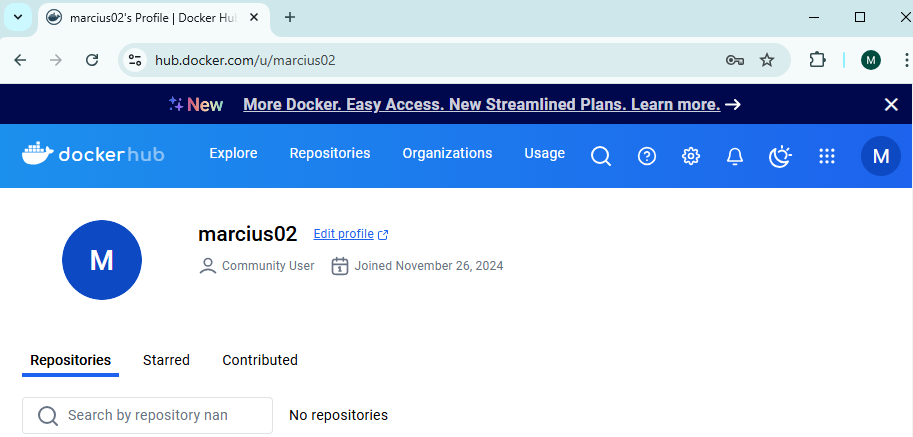 marcius02's Profile | Docker Hu
hub.docker.com/u/marcius02
M
New More Docker. Easy Access. New Streamlined Plans. Learn more.
dockerhub Explore Repositories Organizations Usage M
M
marcius02 Edit profile
Community User 1 Joined November 26, 2024
Repositories Starred Contributed
Search by repository nan No repositories